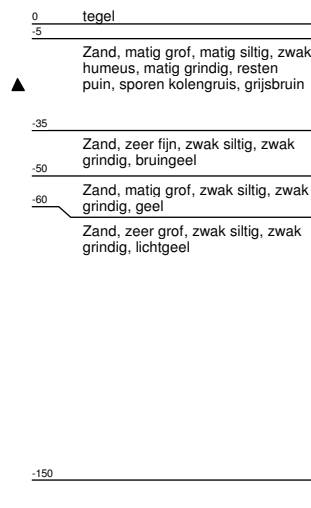 0 tegel
-5
Zand, matig grof, matig siltig, zwak
humeus, matig grindig, resten
puin, sporen kolengruis, grijsbruin
-35
Zand, zeer fijn, zwak siltig, zwak
grindig, bruingeel
-50
Zand, matig grof, zwak siltig, zwak
grindig, geel
-60
Zand, zeer grof, zwak siltig, zwak
grindig, lichtgeel
-150